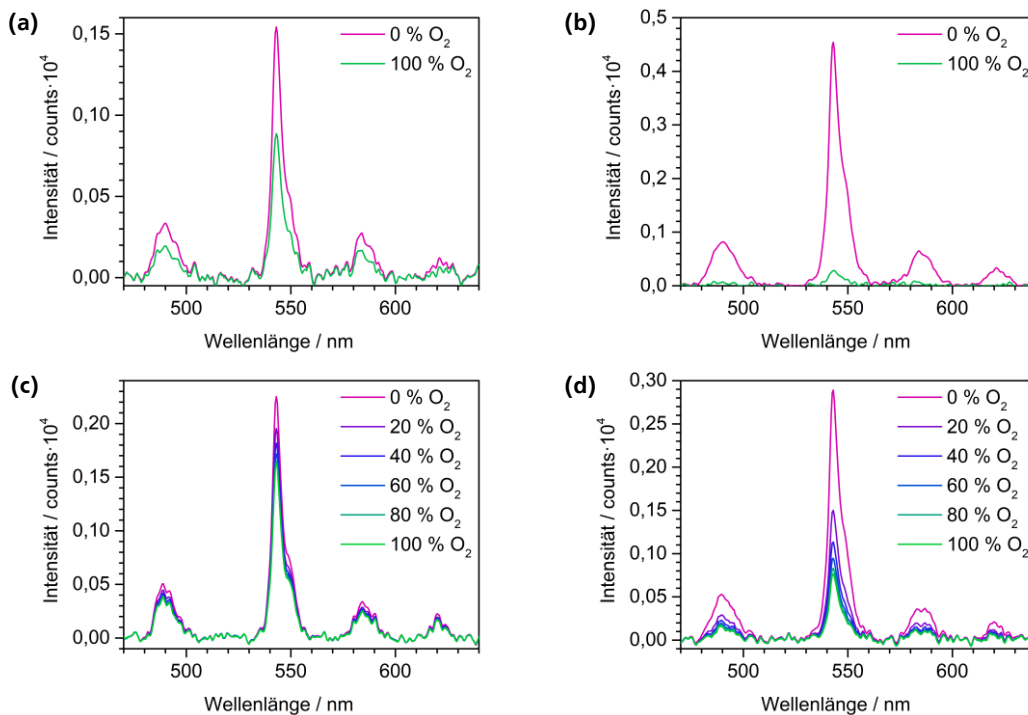 (a)
Intensität / counts·10⁴
0,15
0,10
0,05
0,00
0 % O₂
100 % O₂
500
550
600
Wellenlänge / nm
(b)
Intensität / counts·10⁴
0,5
0,4
0,3
0,2
0,1
0,0
0 % O₂
100 % O₂
500
550
600
Wellenlänge / nm
(c)
Intensität / counts·10⁴
0,20
0,15
0,10
0,05
0,00
0 % O₂
20 % O₂
40 % O₂
60 % O₂
80 % O₂
100 % O₂
500
550
600
Wellenlänge / nm
(d)
Intensität / counts·10⁴
0,30
0,25
0,20
0,15
0,10
0,05
0,00
0 % O₂
20 % O₂
40 % O₂
60 % O₂
80 % O₂
100 % O₂
500
550
600
Wellenlänge / nm